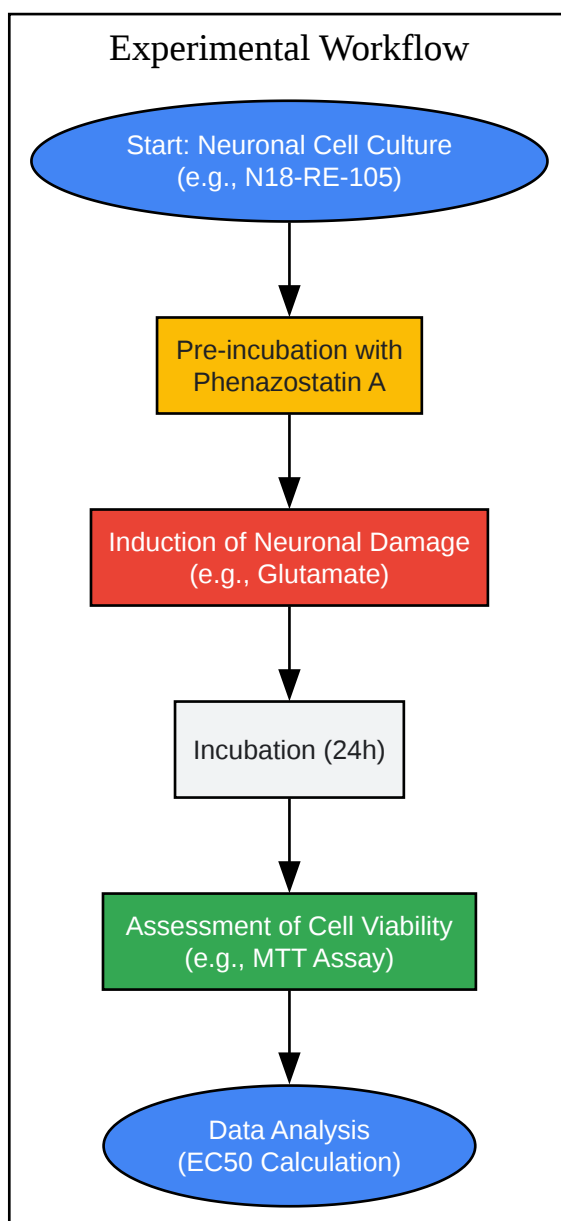 Experimental Workflow
Start: Neuronal Cell Culture
(e.g., N18-RE-105)
Pre-incubation with
Phenazostatin A
Induction of Neuronal Damage
(e.g., Glutamate)
Incubation (24h)
Assessment of Cell Viability
(e.g., MTT Assay)
Data Analysis
(EC50 Calculation)